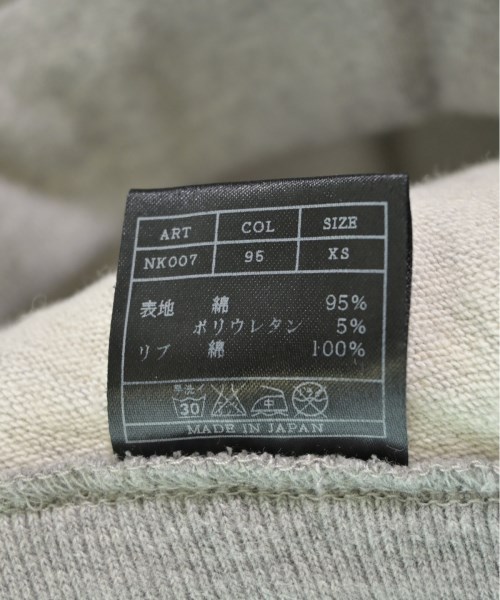 ART COL SIZE
NK007 95 XS
表地 綿 95%
ポリウレタン 5%
リブ 綿 100%
30 中
MADE IN JAPAN